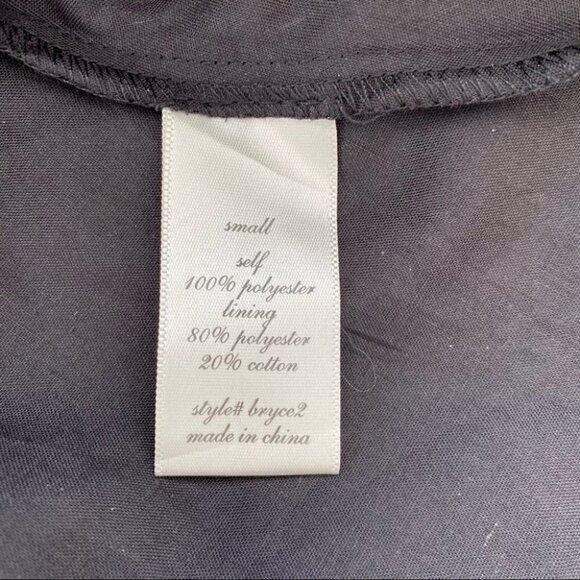 small
self
100% polyester
lining
80% polyester
20% cotton
style# bryce2
made in china